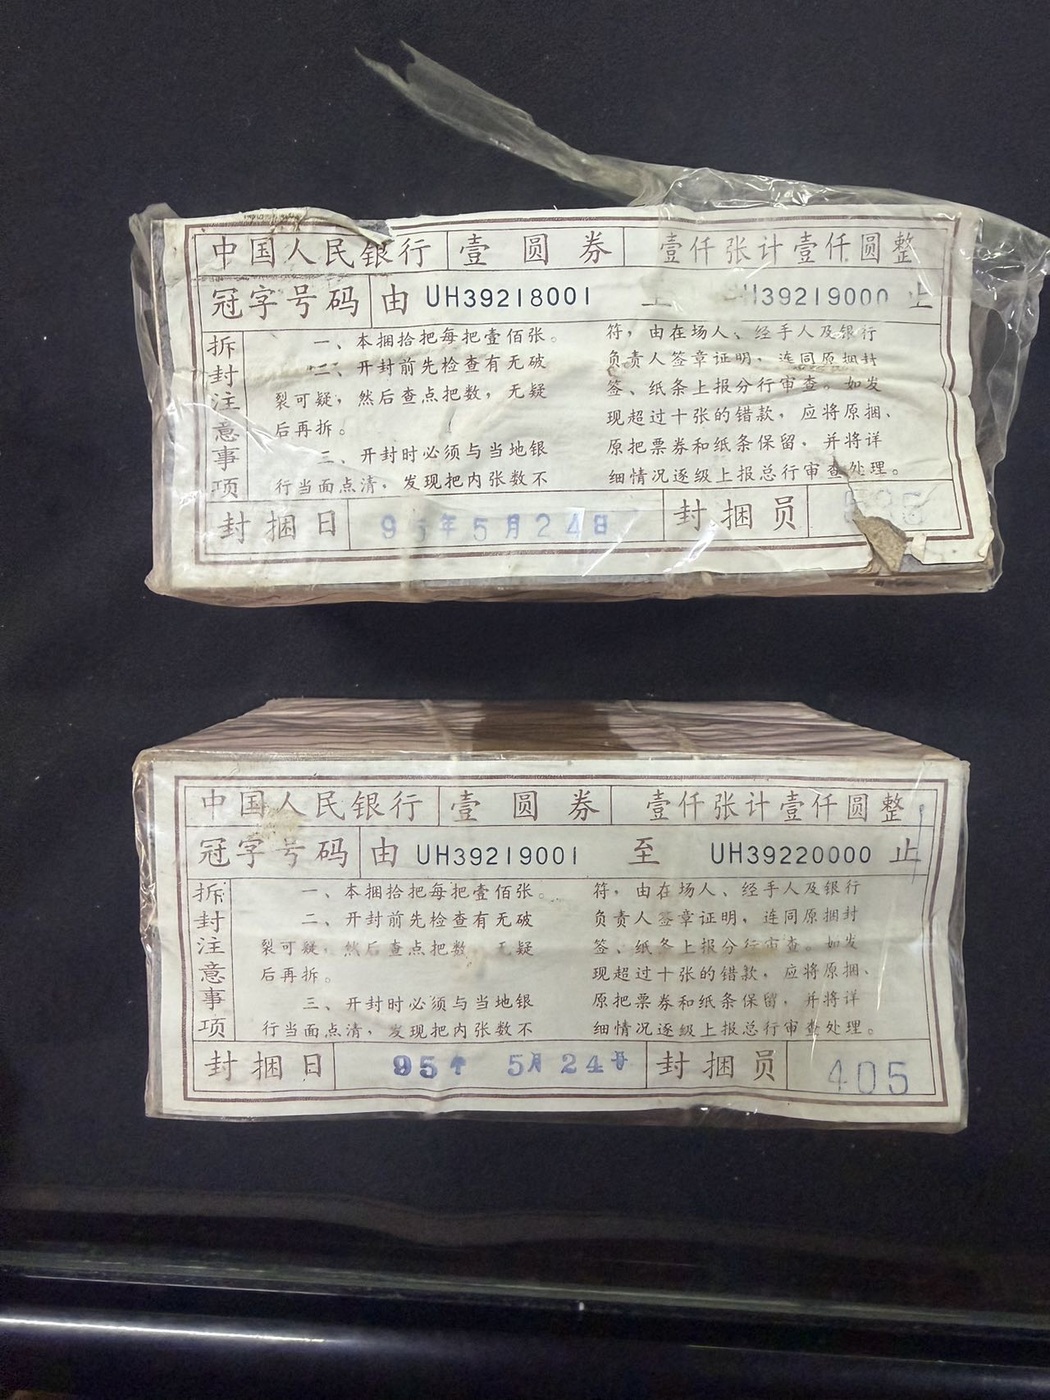 中国人民银行 壹圆券 壹仟张计壹仟圆整
冠字号码 由 UH39218001 H39219000 止
拆封注意事项
一、本捆拾把每把壹佰张。
二、开封前先检查有无破
裂可疑，然后查点把数，无疑
后再拆。
三、开封时必须与当地银
行当面点清，发现把内张数不
符，由在场人、经手人及银行
负责人签章证明，连同原捆封
签、纸条上报分行审查。如发
现超过十张的错款，应将原捆、
原把票券和纸条保留，并将详
细情况逐级上报总行审查处理。
封捆日 95年5月24日 封捆员
中国人民银行 壹圆券 壹仟张计壹仟圆整
冠字号码 由 UH39219001 至 UH39220000 止
拆封注意事项
一、本捆拾把每把壹佰张。
二、开封前先检查有无破
裂可疑，然后查点把数，无疑
后再拆。
三、开封时必须与当地银
行当面点清，发现把内张数不
符，由在场人、经手人及银行
负责人签章证明，连同原捆封
签、纸条上报分行审查。如发
现超过十张的错款，应将原捆、
原把票券和纸条保留，并将详
细情况逐级上报总行审查处理。
封捆日 95年 5月24日 封捆员 405